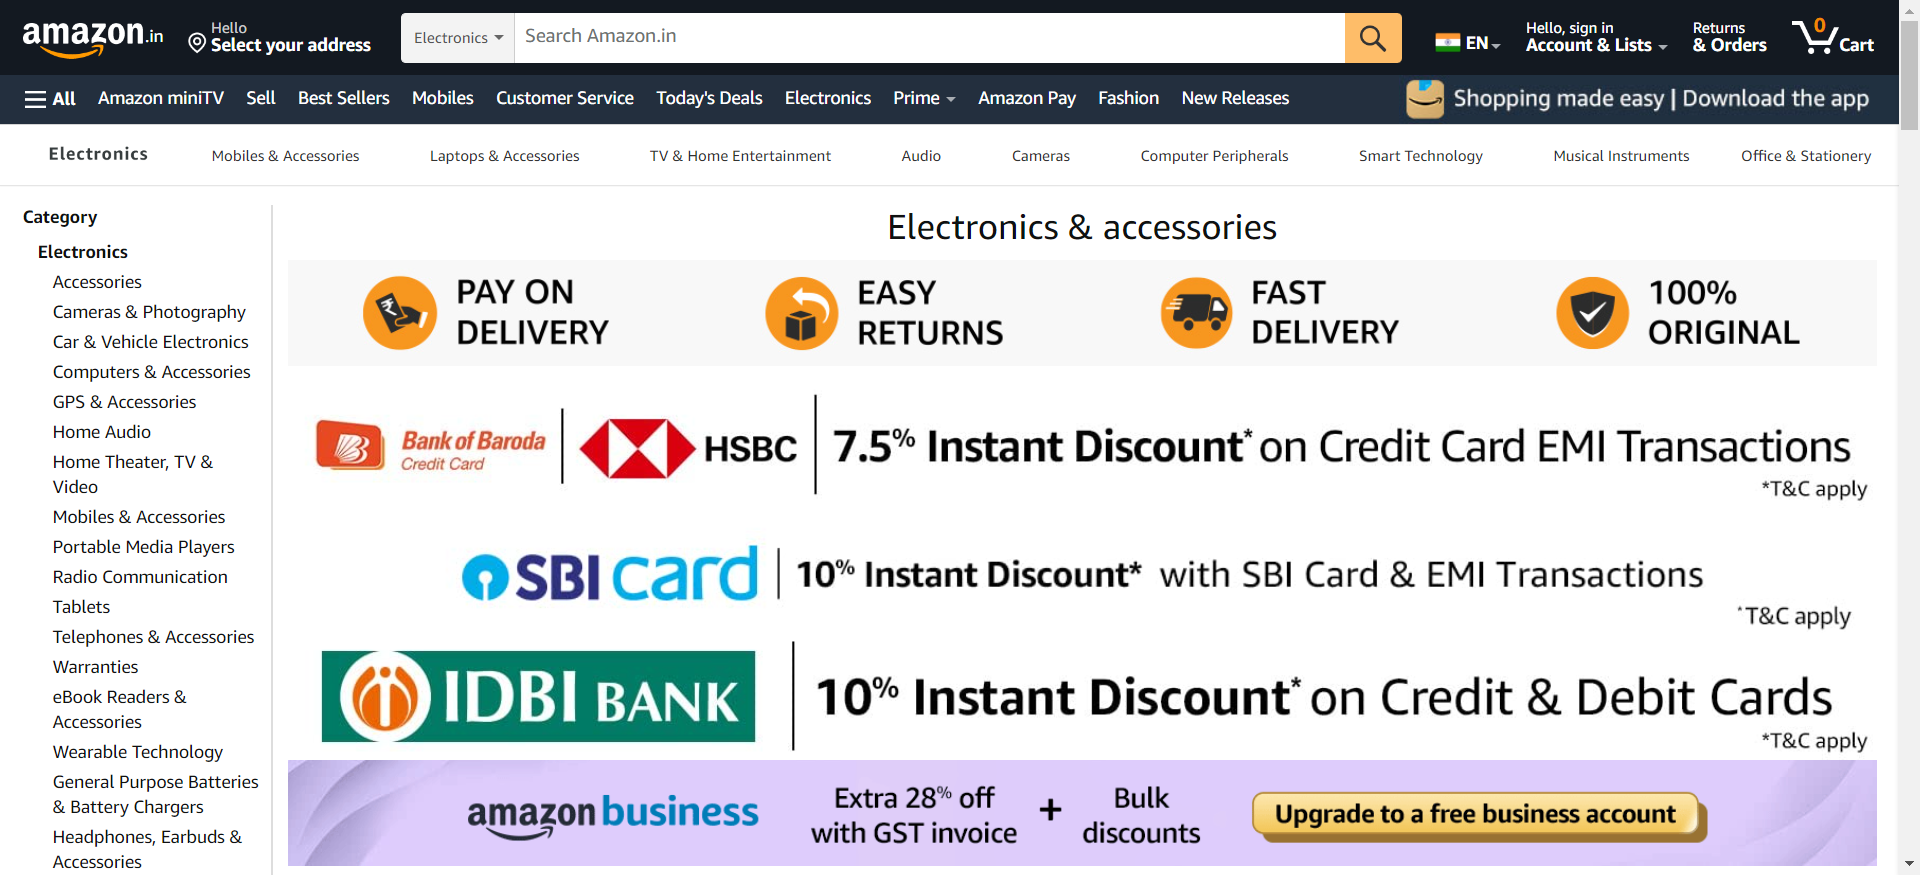 amazon.in
Hello
Select your address
Electronics
Search Amazon.in
EN
Hello, sign in
Account & Lists
Returns
& Orders
0
Cart
All
Amazon miniTV
Sell
Best Sellers
Mobiles
Customer Service
Today's Deals
Electronics
Prime
Amazon Pay
Fashion
New Releases
Shopping made easy | Download the app
Electronics
Mobiles & Accessories
Laptops & Accessories
TV & Home Entertainment
Audio
Cameras
Computer Peripherals
Smart Technology
Musical Instruments
Office & Stationery
Category
Electronics
Accessories
Cameras & Photography
Car & Vehicle Electronics
Computers & Accessories
GPS & Accessories
Home Audio
Home Theater, TV &
Video
Mobiles & Accessories
Portable Media Players
Radio Communication
Tablets
Telephones & Accessories
Warranties
eBook Readers &
Accessories
Wearable Technology
General Purpose Batteries
& Battery Chargers
Headphones, Earbuds &
Accessories
Electronics & accessories
₹
PAY ON
DELIVERY
EASY
RETURNS
FAST
DELIVERY
100%
ORIGINAL
Bank of Baroda
Credit Card
HSBC
7.5% Instant Discount* on Credit Card EMI Transactions
*T&C apply
SBI card
10% Instant Discount* with SBI Card & EMI Transactions
*T&C apply
IDBI BANK
10% Instant Discount* on Credit & Debit Cards
*T&C apply
amazon business
Extra 28% off
with GST invoice
+
Bulk
discounts
Upgrade to a free business account